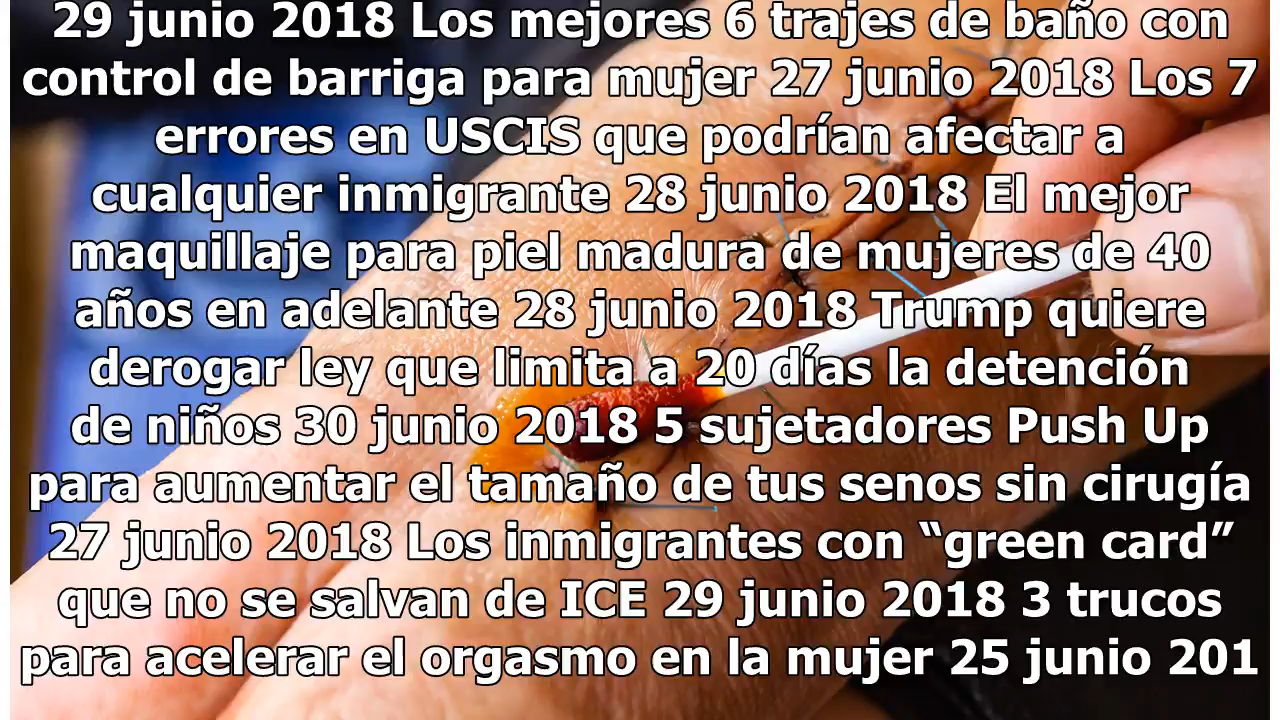 29 junio 2018 Los mejores 6 trajes de baño con
control de barriga para mujer 27 junio 2018 Los 7
errores en USCIS que podrían afectar a
cualquier inmigrante 28 junio 2018 El mejor
maquillaje para piel madura de mujeres de 40
años en adelante 28 junio 2018 Trump quiere
derogar ley que limita a 20 días la detención
de niños 30 junio 2018 5 sujetadores Push Up
para aumentar el tamaño de tus senos sin cirugía
27 junio 2018 Los inmigrantes con “green card”
que no se salvan de ICE 29 junio 2018 3 trucos
para acelerar el orgasmo en la mujer 25 junio 201